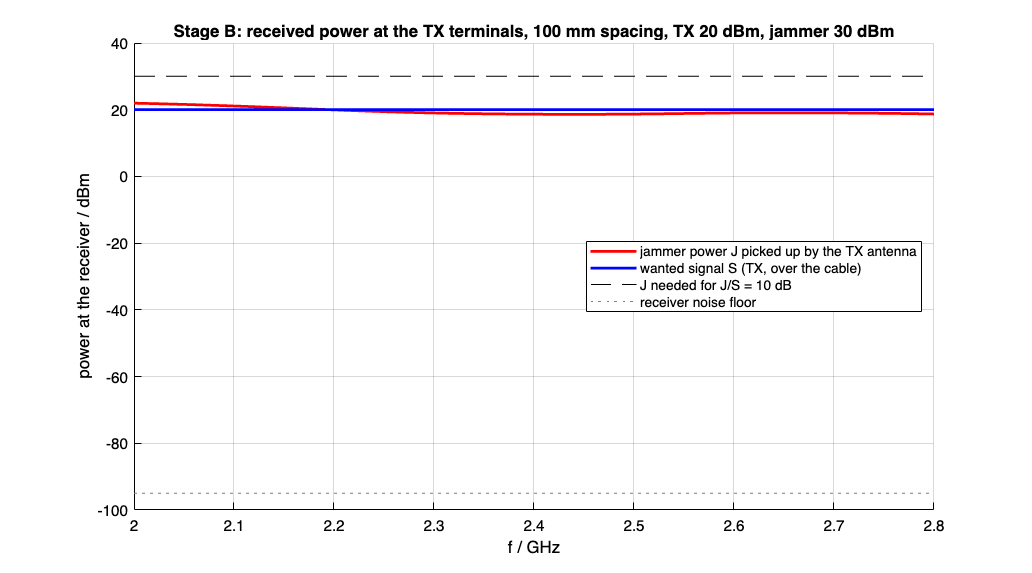 Stage B: received power at the TX terminals, 100 mm spacing, TX 20 dBm, jammer 30 dBm
power at the receiver / dBm
40
20
0
-20
-40
-60
-80
-100
jammer power J picked up by the TX antenna
wanted signal S (TX, over the cable)
J needed for J/S = 10 dB
receiver noise floor
2
2.1
2.2
2.3
2.4
2.5
2.6
2.7
2.8
f / GHz